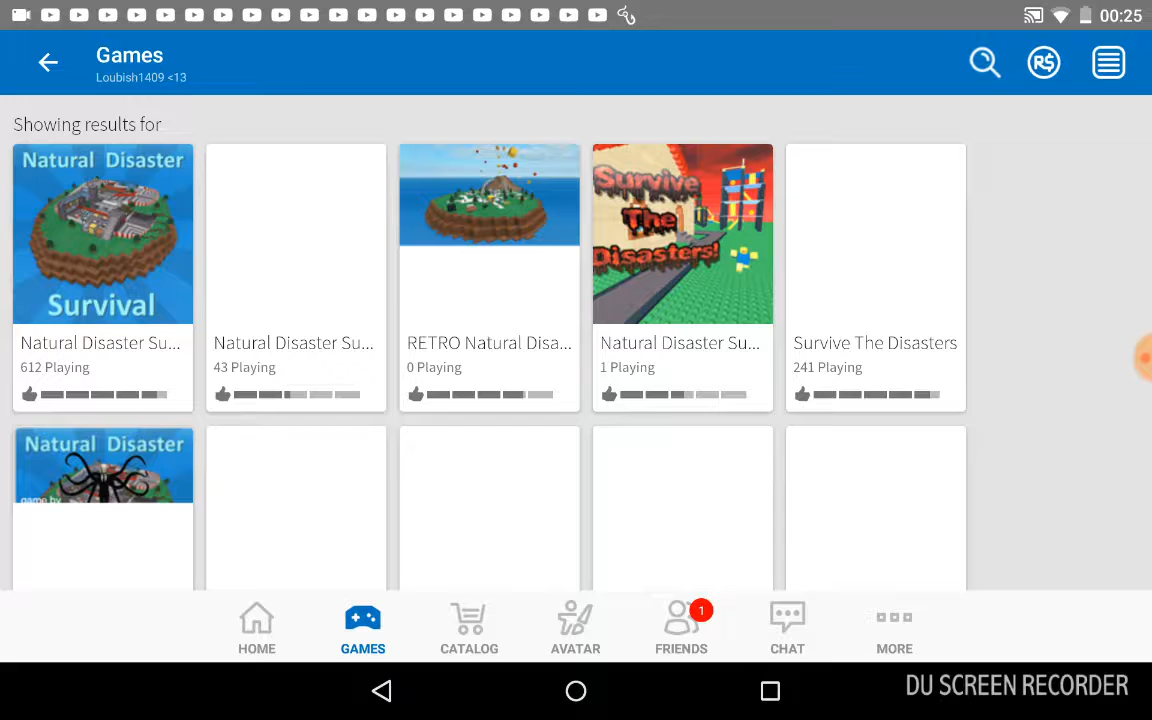 00:25
Games
Loubish1409 <13
R$
Showing results for
Natural Disaster
Survival
Survive
The
Disasters!
Natural Disaster Su...
612 Playing
Natural Disaster Su...
43 Playing
RETRO Natural Disa...
0 Playing
Natural Disaster Su...
1 Playing
Survive The Disasters
241 Playing
Natural Disaster
game by
1
HOME
GAMES
CATALOG
AVATAR
FRIENDS
CHAT
MORE
DU SCREEN RECORDER